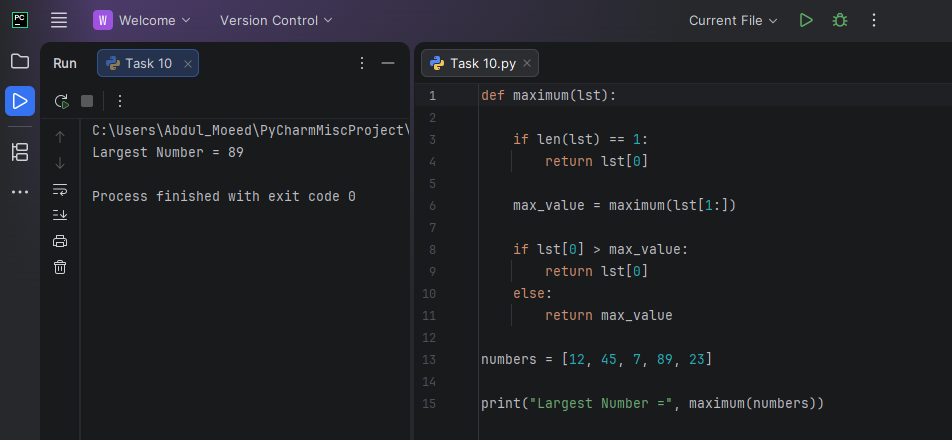 PC
W Welcome Version Control Current File
Run Task 10 Task 10.py
C:\Users\Abdul_Moeed\PyCharmMiscProject\
Largest Number = 89
Process finished with exit code 0
1 def maximum(lst):
2
3     if len(lst) == 1:
4         return lst[0]
5
6     max_value = maximum(lst[1:])
7
8     if lst[0] > max_value:
9         return lst[0]
10     else:
11         return max_value
12
13 numbers = [12, 45, 7, 89, 23]
14
15 print("Largest Number =", maximum(numbers))